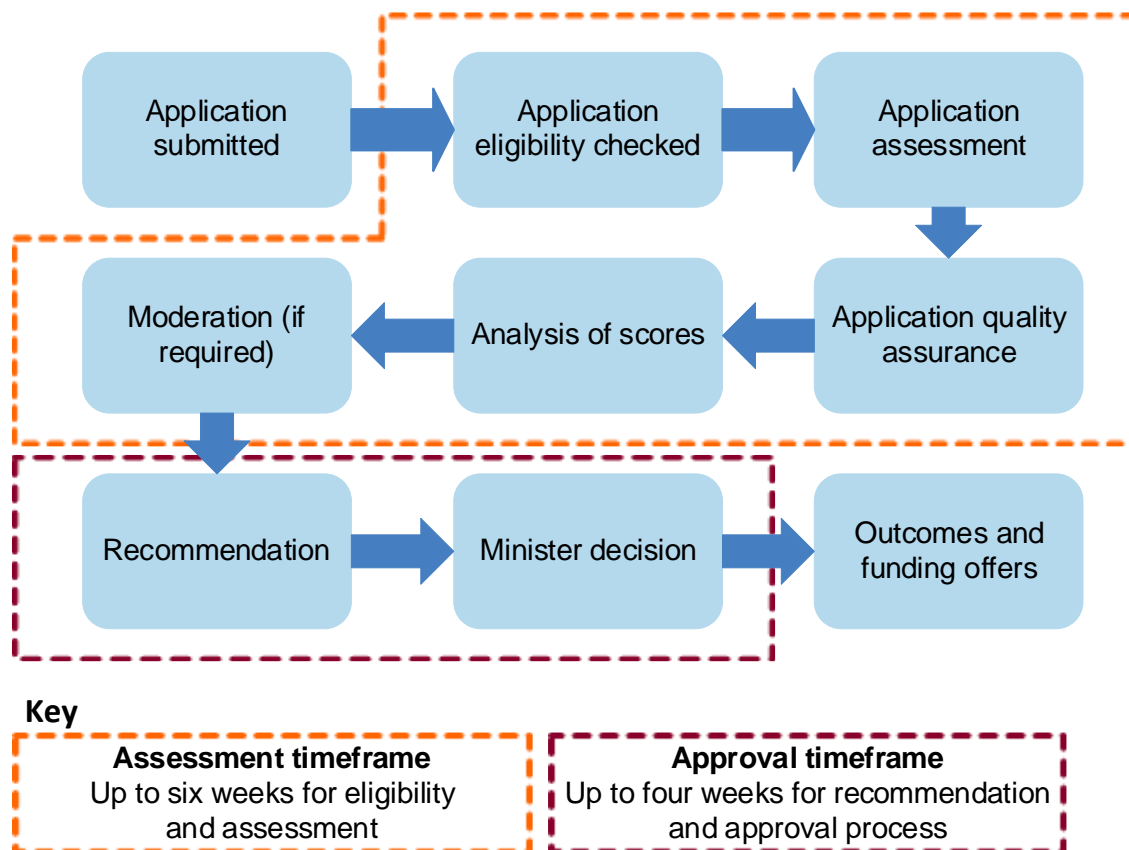 Application
submitted
Application
eligibility checked
Application
assessment
Application quality
assurance
Analysis of scores
Moderation (if
required)
Recommendation
Minister decision
Outcomes and
funding offers
Key
Assessment timeframe
Up to six weeks for eligibility
and assessment
Approval timeframe
Up to four weeks for recommendation
and approval process